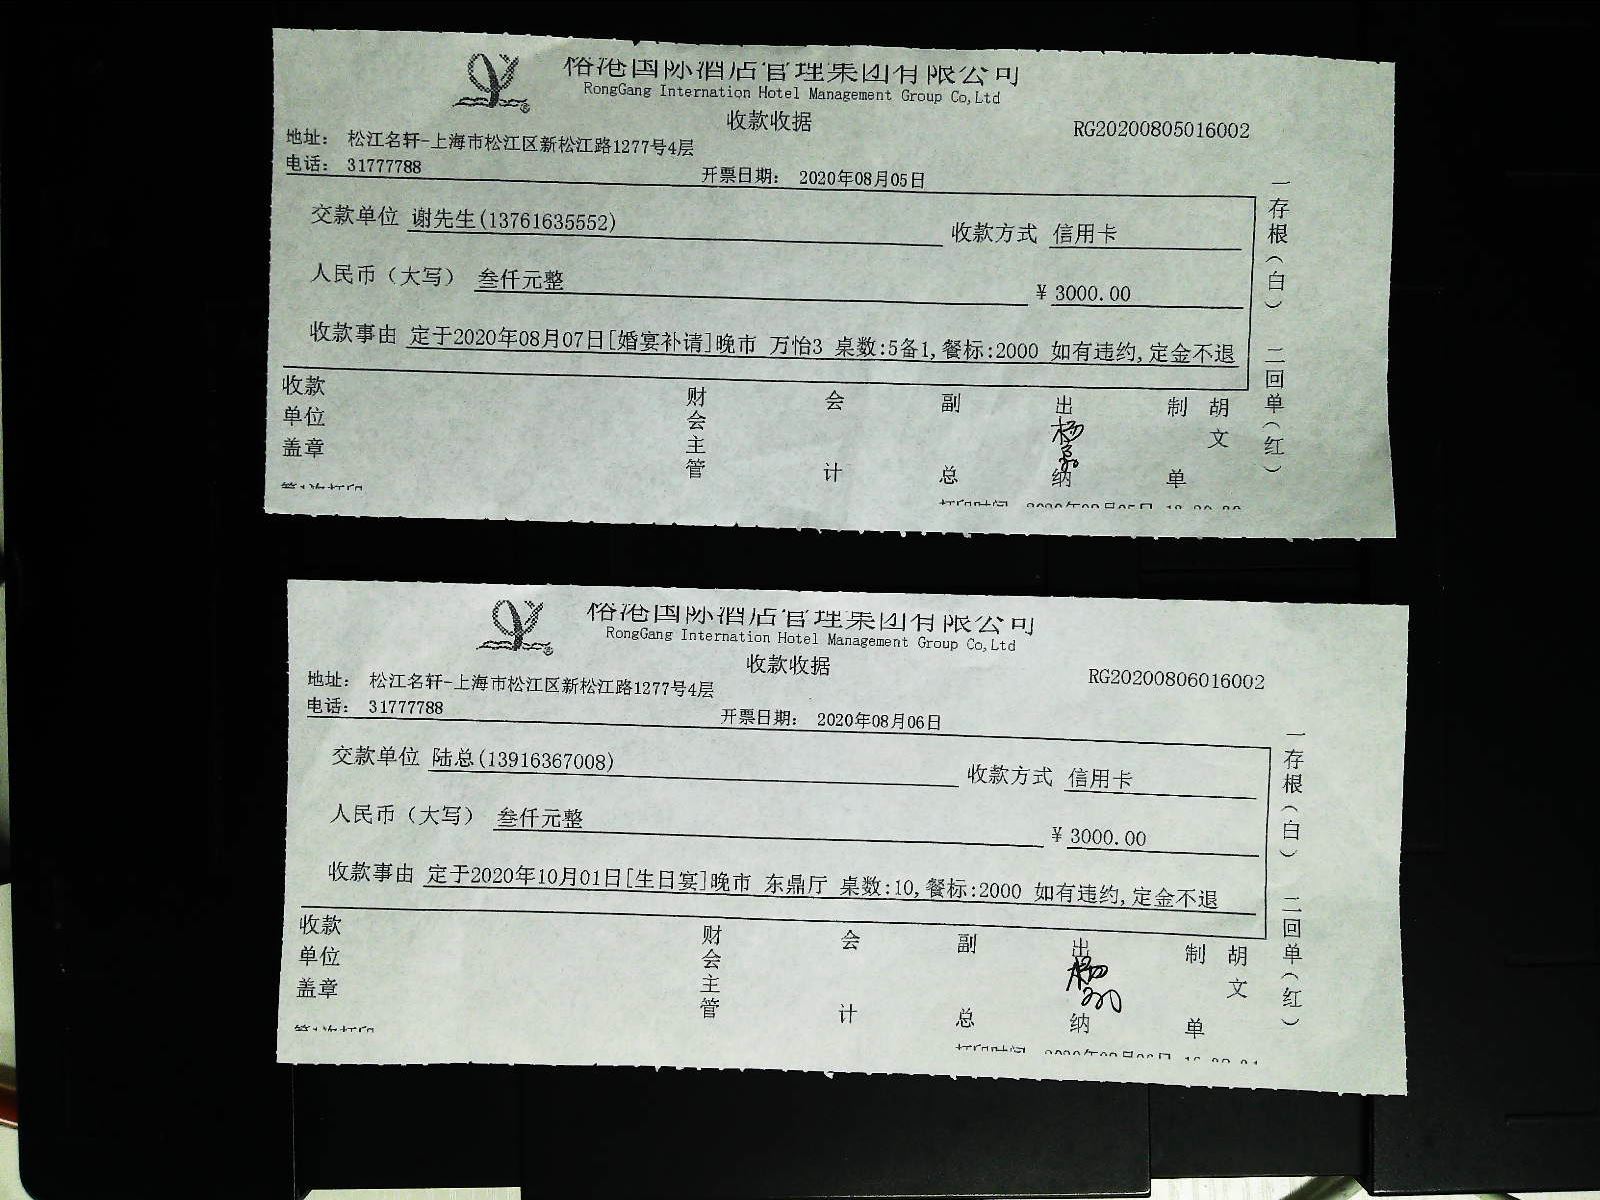 榕港国际酒店管理集团有限公司
RongGang Internation Hotel Management Group Co,Ltd
收款收据
RG20200805016002
地址： 松江名轩-上海市松江区新松江路1277号4层
电话： 31777788
开票日期： 2020年08月05日
交款单位 谢先生(13761635552)
收款方式 信用卡
人民币（大写） 叁仟元整
¥ 3000.00
收款事由 定于2020年08月07日[婚宴补请]晚市 万怡3 桌数:5备1,餐标:2000 如有违约,定金不退
收款单位盖章
财会主管
会计
副总
出纳
制单
胡文
一存根（白） 二回单（红）
第1次打印
榕港国际酒店管理集团有限公司
RongGang Internation Hotel Management Group Co,Ltd
收款收据
RG20200806016002
地址： 松江名轩-上海市松江区新松江路1277号4层
电话： 31777788
开票日期： 2020年08月06日
交款单位 陆总(13916367008)
收款方式 信用卡
人民币（大写） 叁仟元整
¥ 3000.00
收款事由 定于2020年10月01日[生日宴]晚市 东鼎厅 桌数:10,餐标:2000 如有违约,定金不退
收款单位盖章
财会主管
会计
副总
出纳
制单
胡文
一存根（白） 二回单（红）
第1次打印